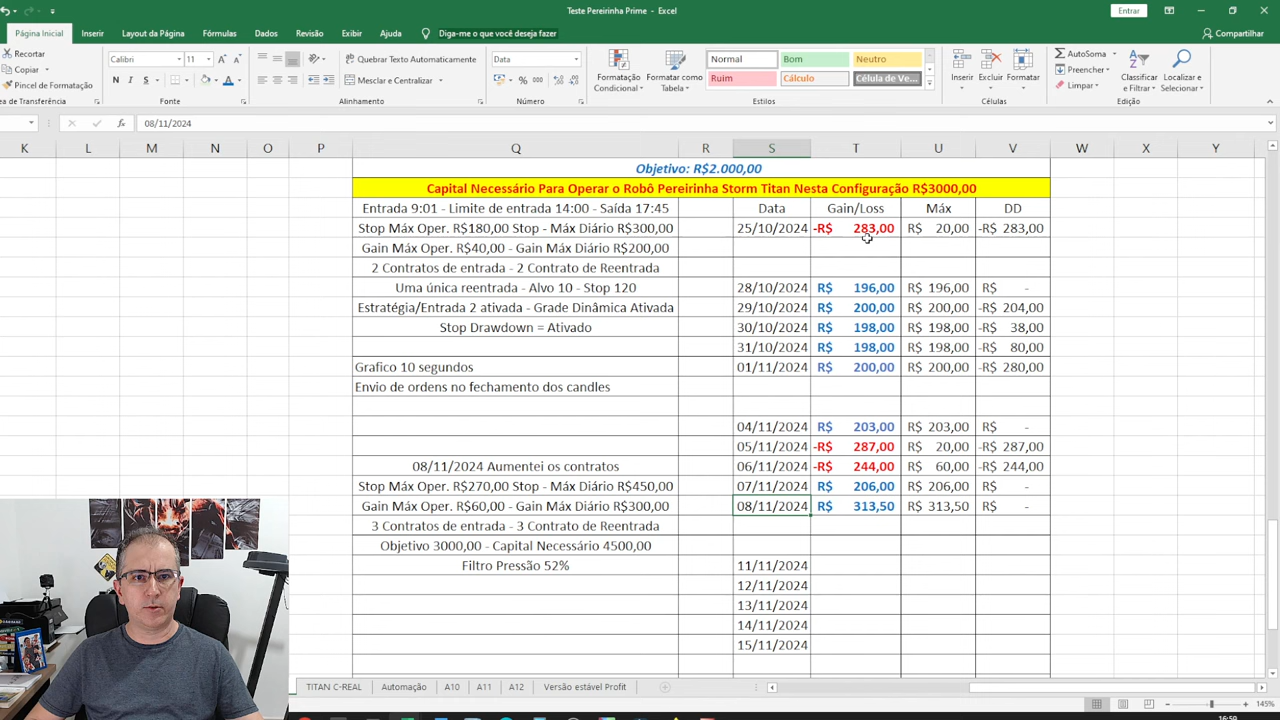 Teste Pereirinha Prime - Excel
Entrar
Página Inicial Inserir Layout da Página Fórmulas Dados Revisão Exibir Ajuda Diga-me o que você deseja fazer Compartilhar
Recortar
Copiar
Pincel de Formatação
Calibri 11
N I S
Quebrar Texto Automaticamente
Mesclar e Centralizar
Data
% 000
Formatação Condicional
Formatar como Tabela
Normal Bom Neutro
Ruim Cálculo Célula de Ve...
Inserir Excluir Formatar
AutoSoma
Preencher
Limpar
Classificar e Filtrar
Localizar e Selecionar
a de Transferência Fonte Alinhamento Número Estilos Células Edição
fx 08/11/2024
K L M N O P Q R S T U V W X Y
Objetivo: R$2.000,00
Capital Necessário Para Operar o Robô Pereirinha Storm Titan Nesta Configuração R$3000,00
Entrada 9:01 - Limite de entrada 14:00 - Saída 17:45 Data Gain/Loss Máx DD
Stop Máx Oper. R$180,00 Stop - Máx Diário R$300,00 25/10/2024 -R$ 283,00 R$ 20,00 -R$ 283,00
Gain Máx Oper. R$40,00 - Gain Máx Diário R$200,00
2 Contratos de entrada - 2 Contrato de Reentrada
Uma única reentrada - Alvo 10 - Stop 120 28/10/2024 R$ 196,00 R$ 196,00 R$ -
Estratégia/Entrada 2 ativada - Grade Dinâmica Ativada 29/10/2024 R$ 200,00 R$ 200,00 -R$ 204,00
Stop Drawdown = Ativado 30/10/2024 R$ 198,00 R$ 198,00 -R$ 38,00
31/10/2024 R$ 198,00 R$ 198,00 -R$ 80,00
Grafico 10 segundos 01/11/2024 R$ 200,00 R$ 200,00 -R$ 280,00
Envio de ordens no fechamento dos candles
04/11/2024 R$ 203,00 R$ 203,00 R$ -
05/11/2024 -R$ 287,00 R$ 20,00 -R$ 287,00
08/11/2024 Aumentei os contratos 06/11/2024 -R$ 244,00 R$ 60,00 -R$ 244,00
Stop Máx Oper. R$270,00 Stop - Máx Diário R$450,00 07/11/2024 R$ 206,00 R$ 206,00 R$ -
Gain Máx Oper. R$60,00 - Gain Máx Diário R$300,00 08/11/2024 R$ 313,50 R$ 313,50 R$ -
3 Contratos de entrada - 3 Contrato de Reentrada
Objetivo 3000,00 - Capital Necessário 4500,00
Filtro Pressão 52% 11/11/2024
12/11/2024
13/11/2024
14/11/2024
15/11/2024
TITAN C-REAL Automação A10 A11 A12 Versão estável Profit
145%
16:59